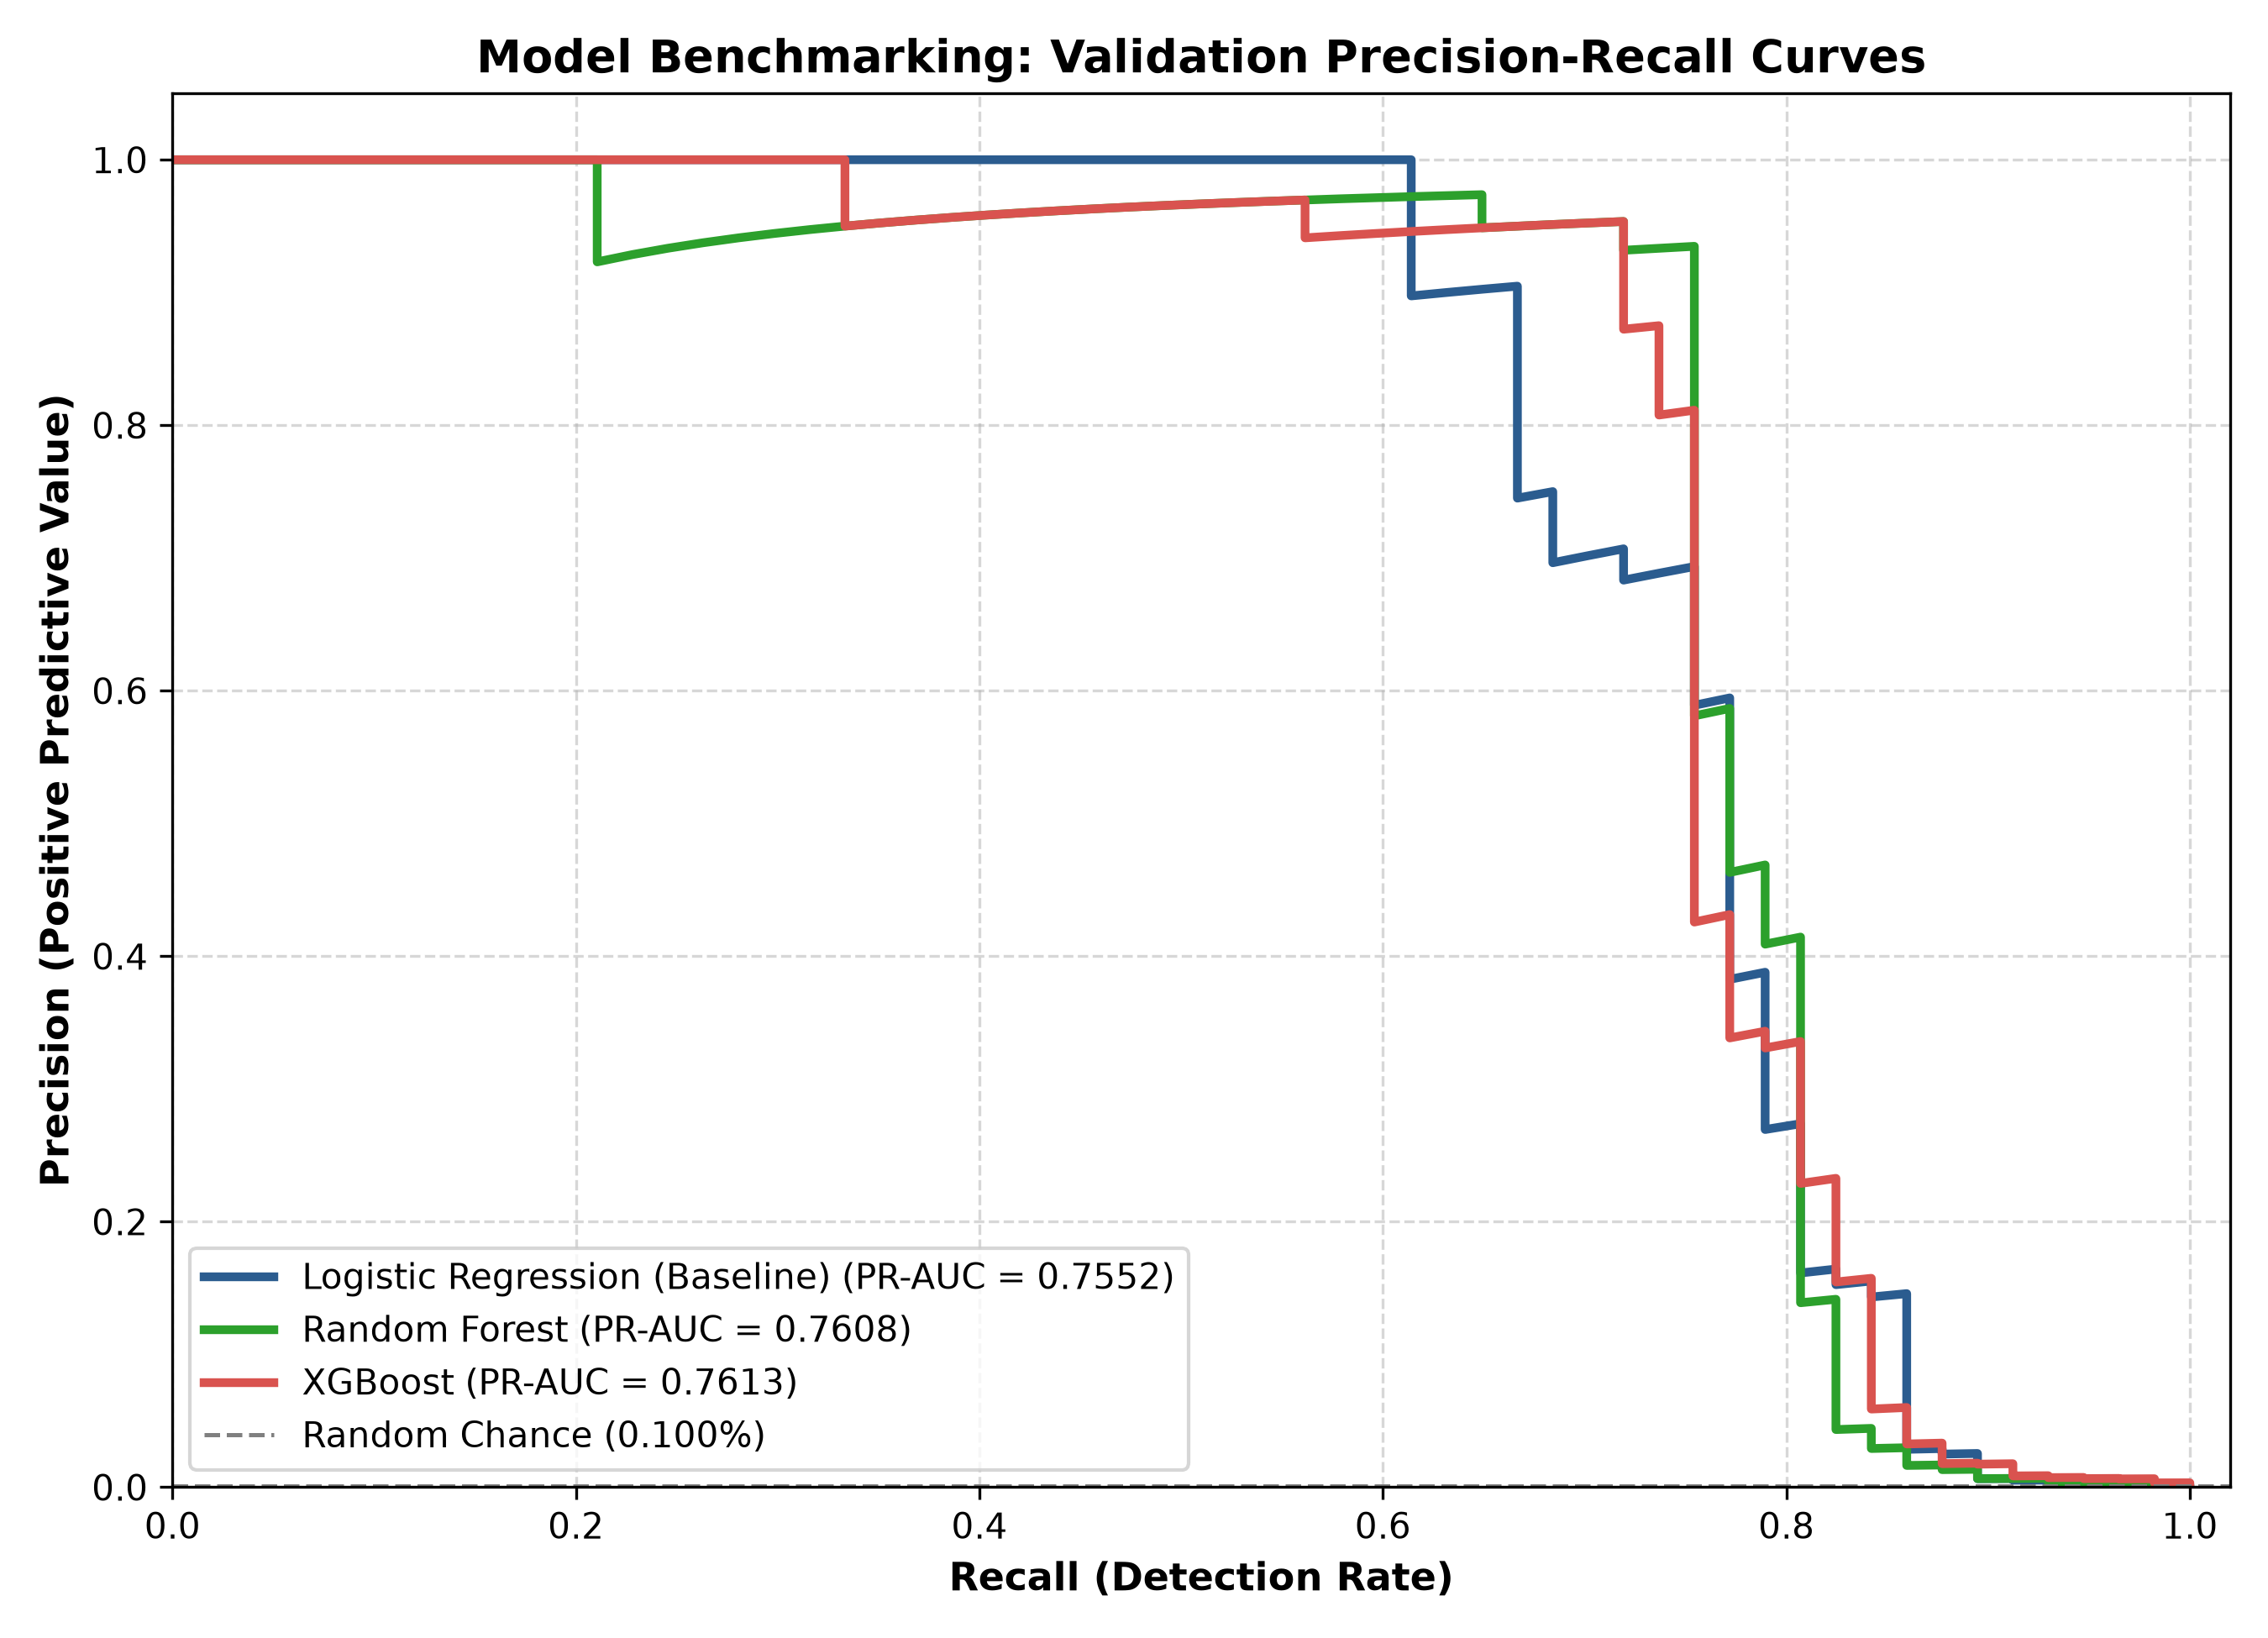 Model Benchmarking: Validation Precision-Recall Curves
Precision (Positive Predictive Value)
1.0
0.8
0.6
0.4
0.2
0.0
Logistic Regression (Baseline) (PR-AUC = 0.7552)
Random Forest (PR-AUC = 0.7608)
XGBoost (PR-AUC = 0.7613)
Random Chance (0.100%)
0.0 0.2 0.4 0.6 0.8 1.0
Recall (Detection Rate)